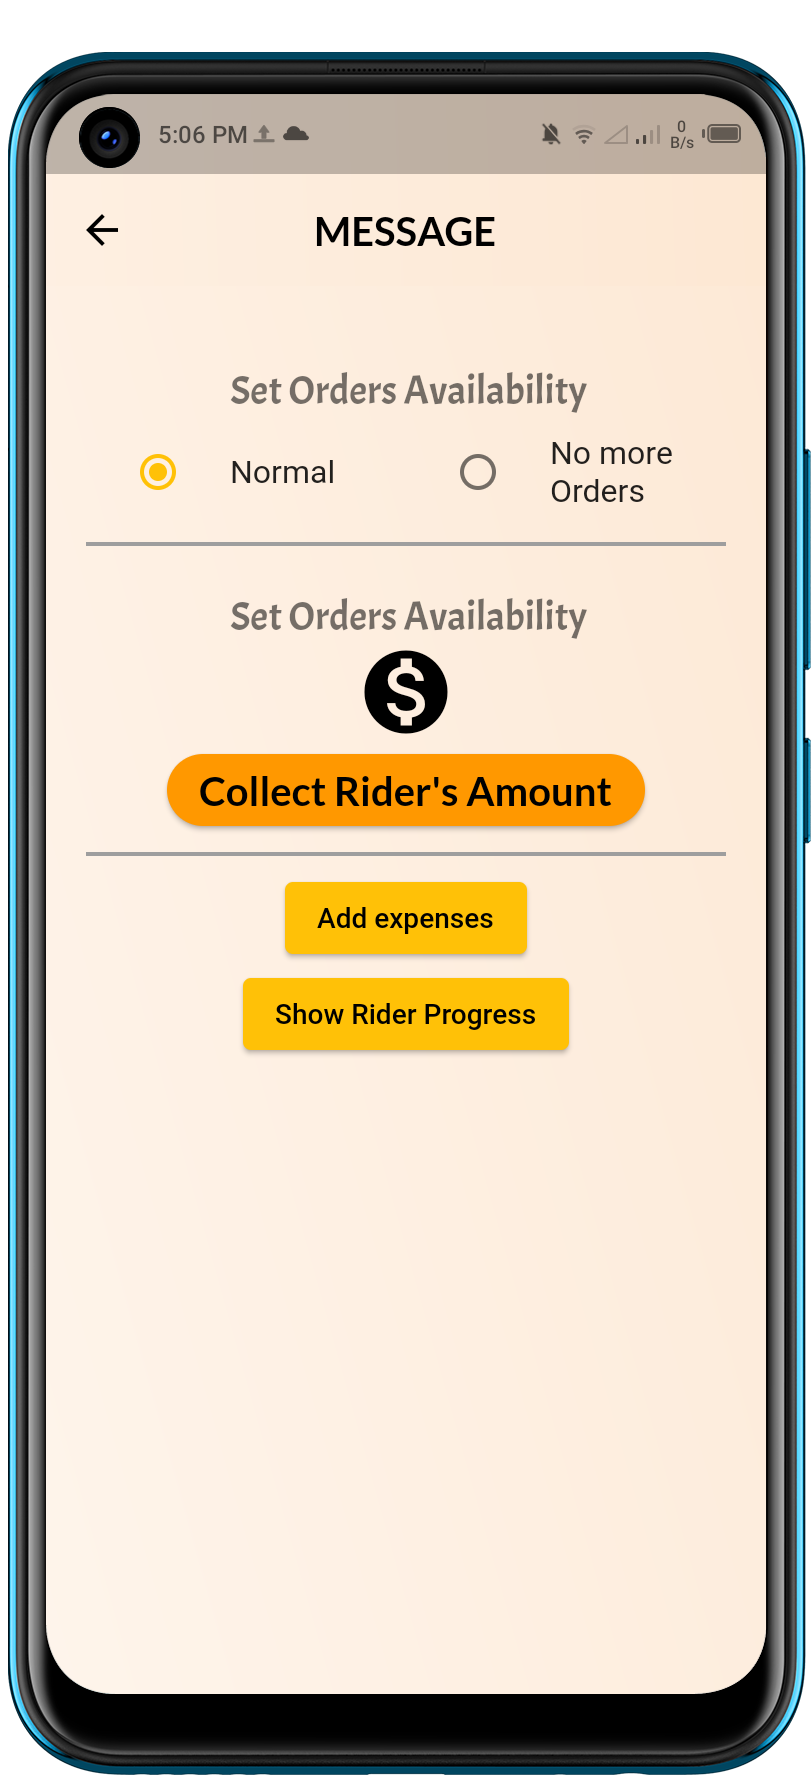 5:06 PM
0
B/s
MESSAGE
Set Orders Availability
Normal
No more
Orders
Set Orders Availability
$
Collect Rider's Amount
Add expenses
Show Rider Progress